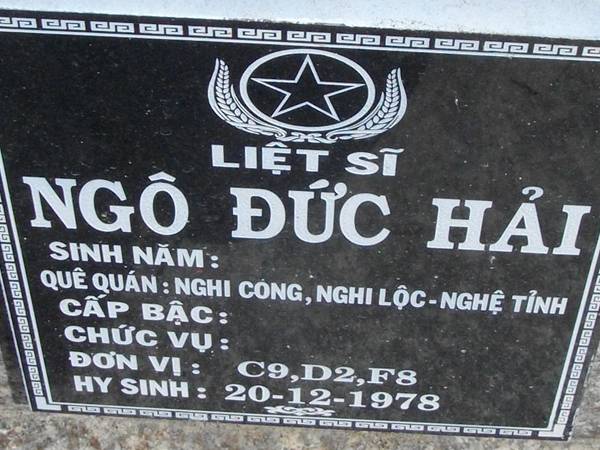 LIỆT SĨ
NGÔ ĐỨC HẢI
SINH NĂM :
QUÊ QUÁN : NGHI CÔNG, NGHI LỘC - NGHỆ TỈNH
CẤP BẬC :
CHỨC VỤ :
ĐƠN VỊ : C9,D2,F8
HY SINH : 20-12-1978